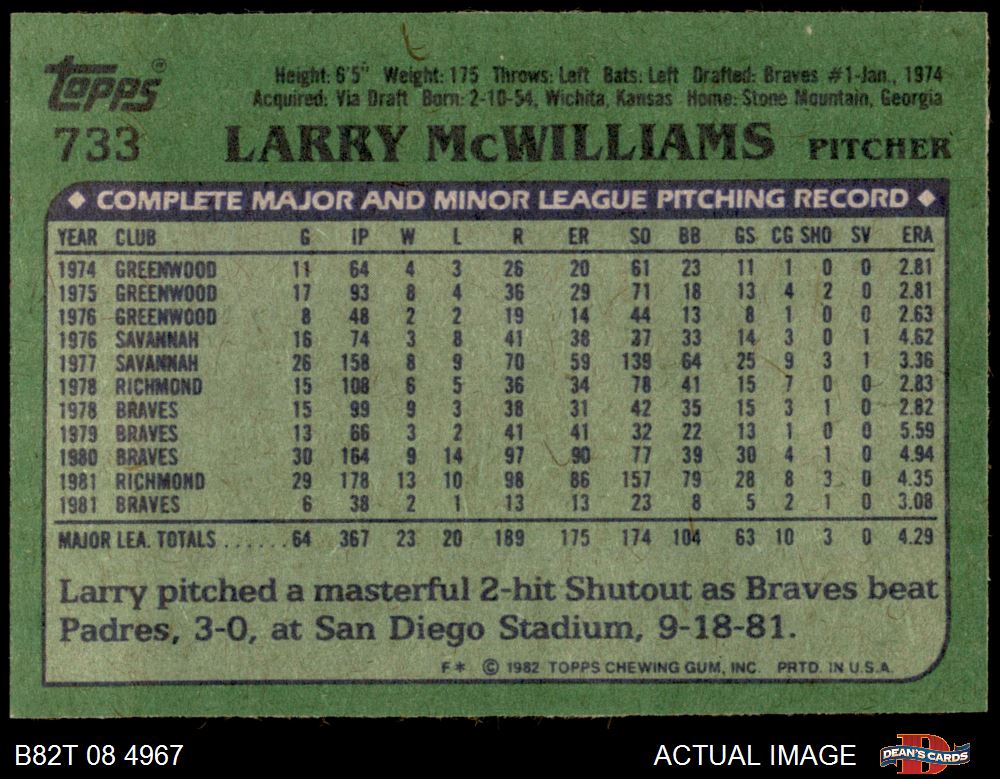 Topps®
Height: 6'5" Weight: 175 Throws: Left Bats: Left Drafted: Braves #1-Jan., 1974
Acquired: Via Draft Born: 2-10-54, Wichita, Kansas Home: Stone Mountain, Georgia
733 LARRY McWILLIAMS PITCHER
◆ COMPLETE MAJOR AND MINOR LEAGUE PITCHING RECORD ◆
YEAR CLUB G IP W L R ER SO BB GS CG SHO SV ERA
1974 GREENWOOD 11 64 4 3 26 20 61 23 11 1 0 0 2.81
1975 GREENWOOD 17 93 8 4 36 29 71 18 13 4 2 0 2.81
1976 GREENWOOD 8 48 2 2 19 14 44 13 8 1 0 0 2.63
1976 SAVANNAH 16 74 3 8 41 38 37 33 14 3 0 1 4.62
1977 SAVANNAH 26 158 8 9 70 59 139 64 25 9 3 1 3.36
1978 RICHMOND 15 108 6 5 36 34 78 41 15 7 0 0 2.83
1978 BRAVES 15 99 9 3 38 31 42 35 15 3 1 0 2.82
1979 BRAVES 13 66 3 2 41 41 32 22 13 1 0 0 5.59
1980 BRAVES 30 164 9 14 97 90 77 39 30 4 1 0 4.94
1981 RICHMOND 29 178 13 10 98 86 157 79 28 8 3 0 4.35
1981 BRAVES 6 38 2 1 13 13 23 8 5 2 1 0 3.08
MAJOR LEA. TOTALS ......64 367 23 20 189 175 174 104 63 10 3 0 4.29
Larry pitched a masterful 2-hit Shutout as Braves beat
Padres, 3-0, at San Diego Stadium, 9-18-81.
F* © 1982 TOPPS CHEWING GUM, INC. PRTD. IN U.S.A.
B82T 08 4967 ACTUAL IMAGE DEAN'S CARDS